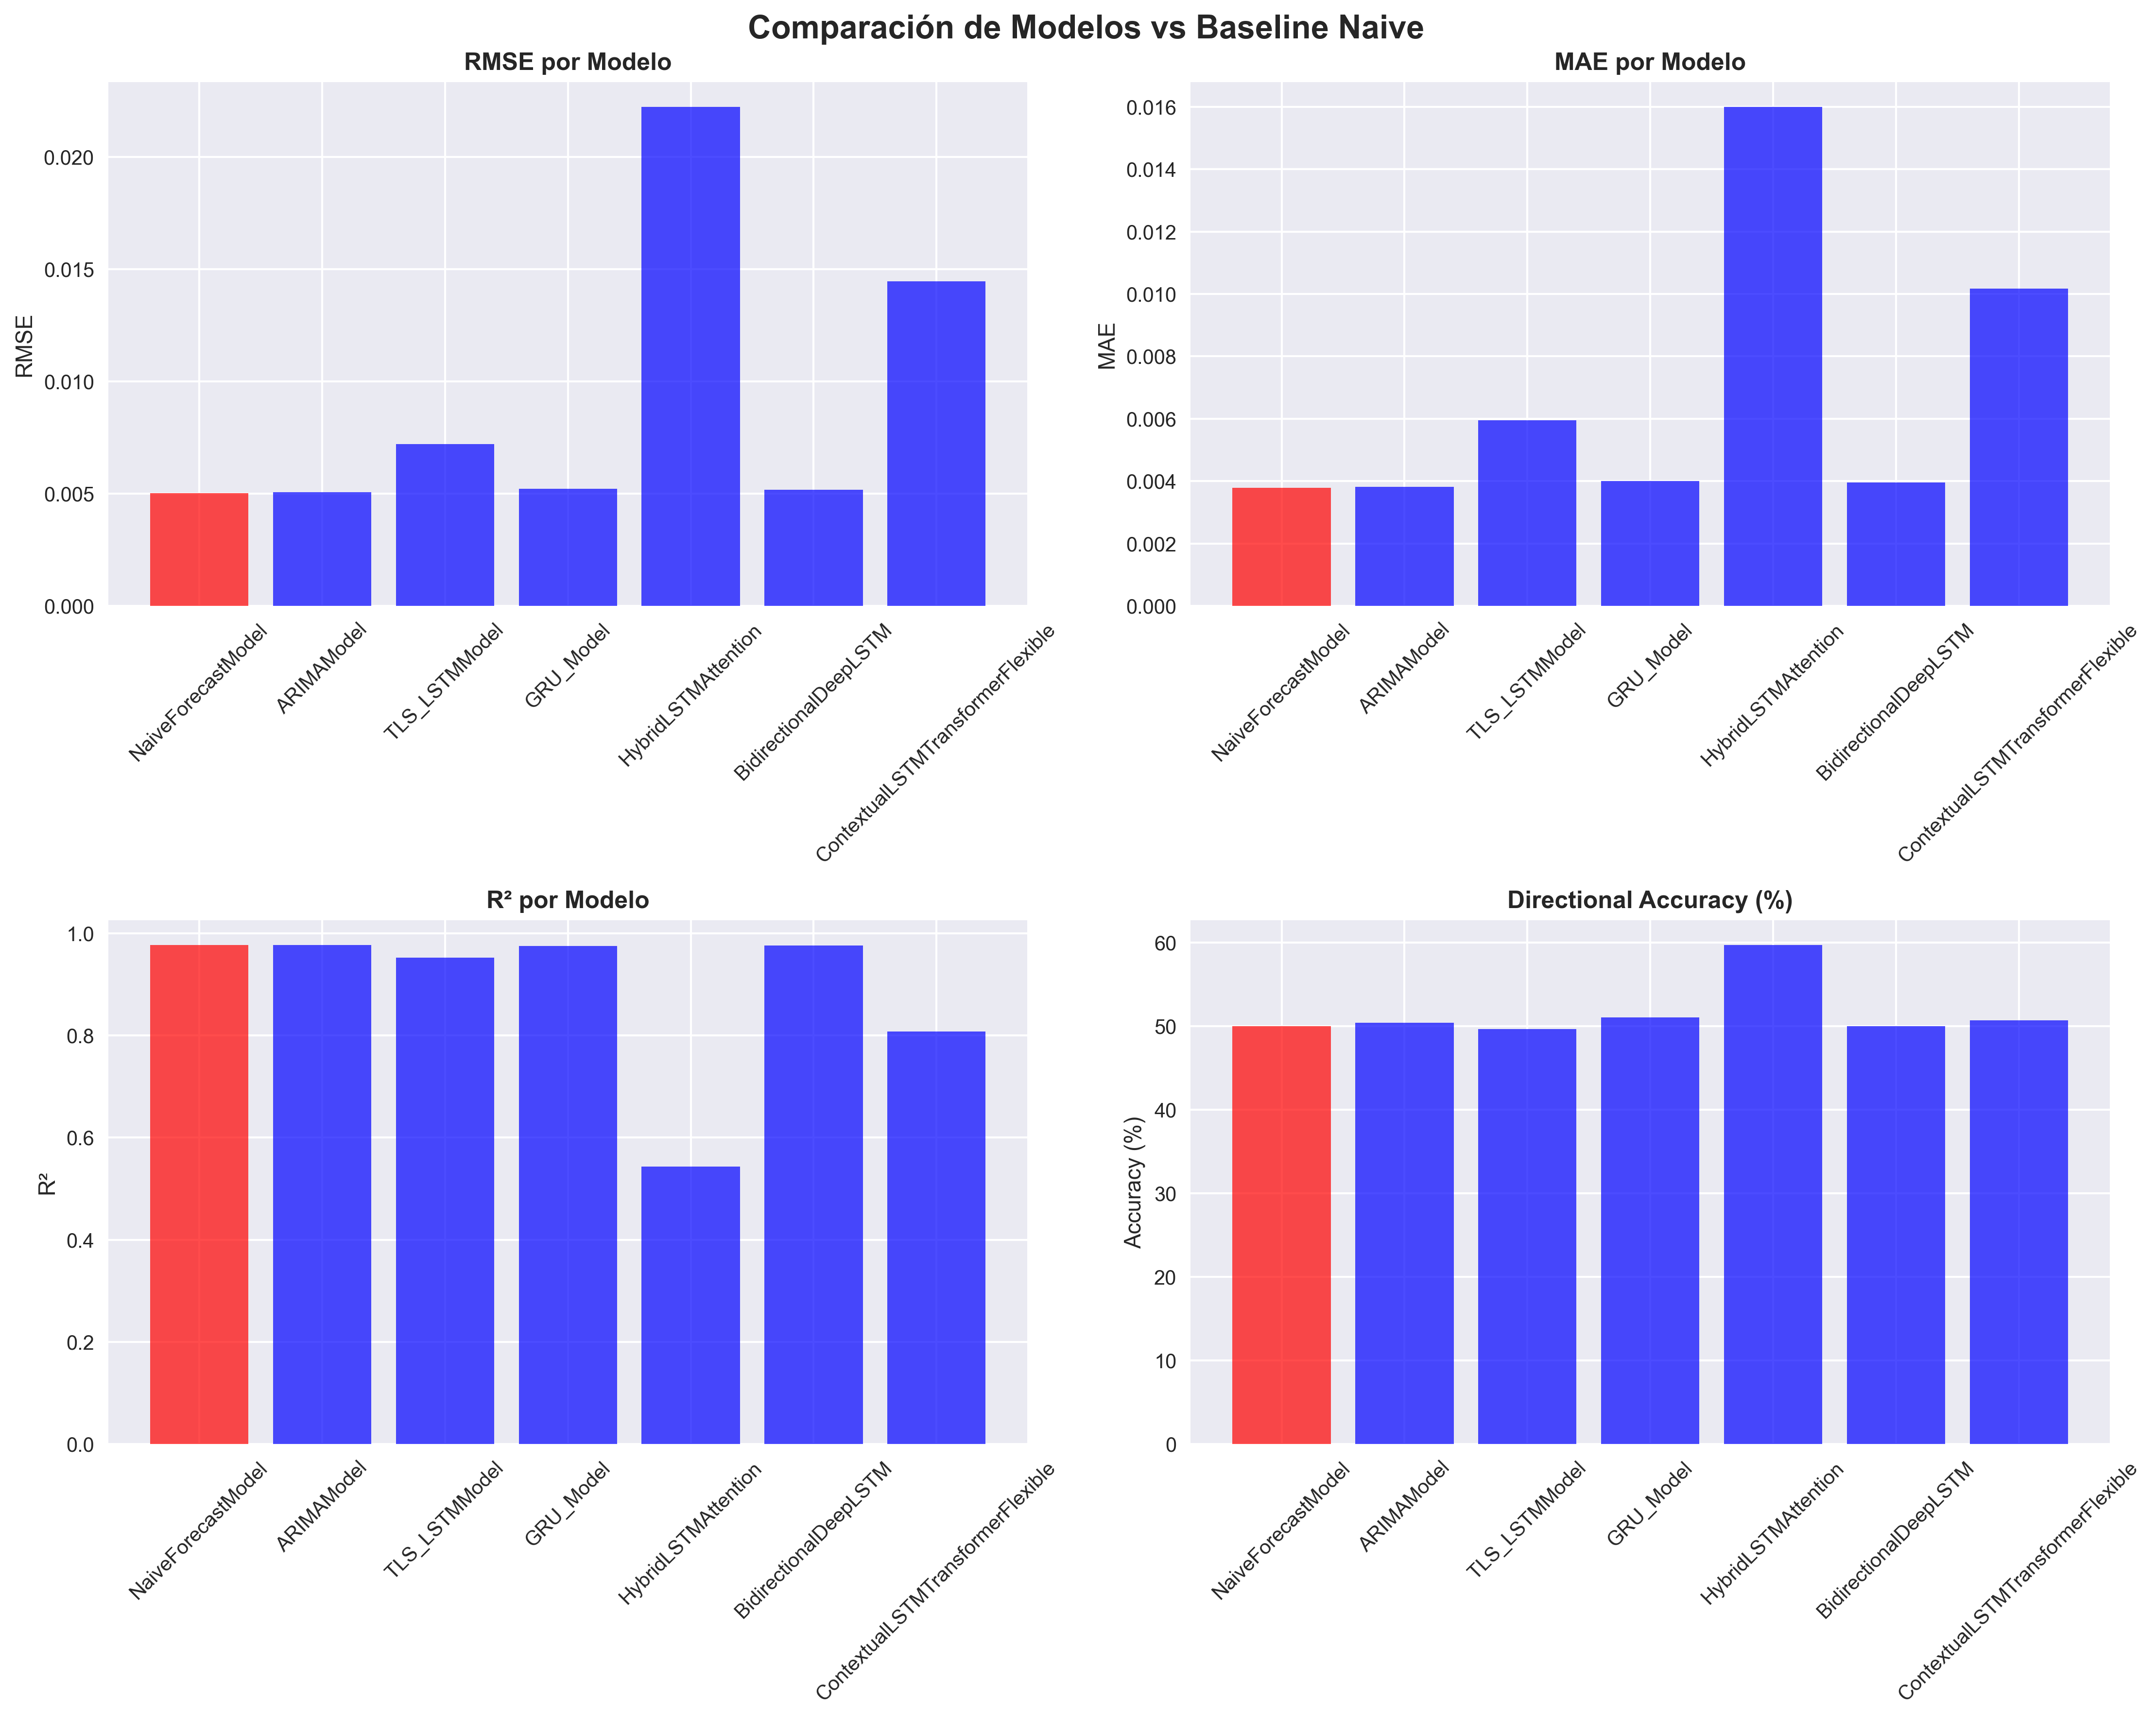 Comparación de Modelos vs Baseline Naive
RMSE por Modelo
RMSE
0.020
0.015
0.010
0.005
0.000
NaiveForecastModel
ARIMAModel
TLS_LSTMModel
GRU_Model
HybridLSTMAttention
BidirectionalDeepLSTM
ContextualLSTMTransformerFlexible
MAE por Modelo
MAE
0.016
0.014
0.012
0.010
0.008
0.006
0.004
0.002
0.000
NaiveForecastModel
ARIMAModel
TLS_LSTMModel
GRU_Model
HybridLSTMAttention
BidirectionalDeepLSTM
ContextualLSTMTransformerFlexible
R² por Modelo
R²
1.0
0.8
0.6
0.4
0.2
0.0
NaiveForecastModel
ARIMAModel
TLS_LSTMModel
GRU_Model
HybridLSTMAttention
BidirectionalDeepLSTM
ContextualLSTMTransformerFlexible
Directional Accuracy (%)
Accuracy (%)
60
50
40
30
20
10
0
NaiveForecastModel
ARIMAModel
TLS_LSTMModel
GRU_Model
HybridLSTMAttention
BidirectionalDeepLSTM
ContextualLSTMTransformerFlexible